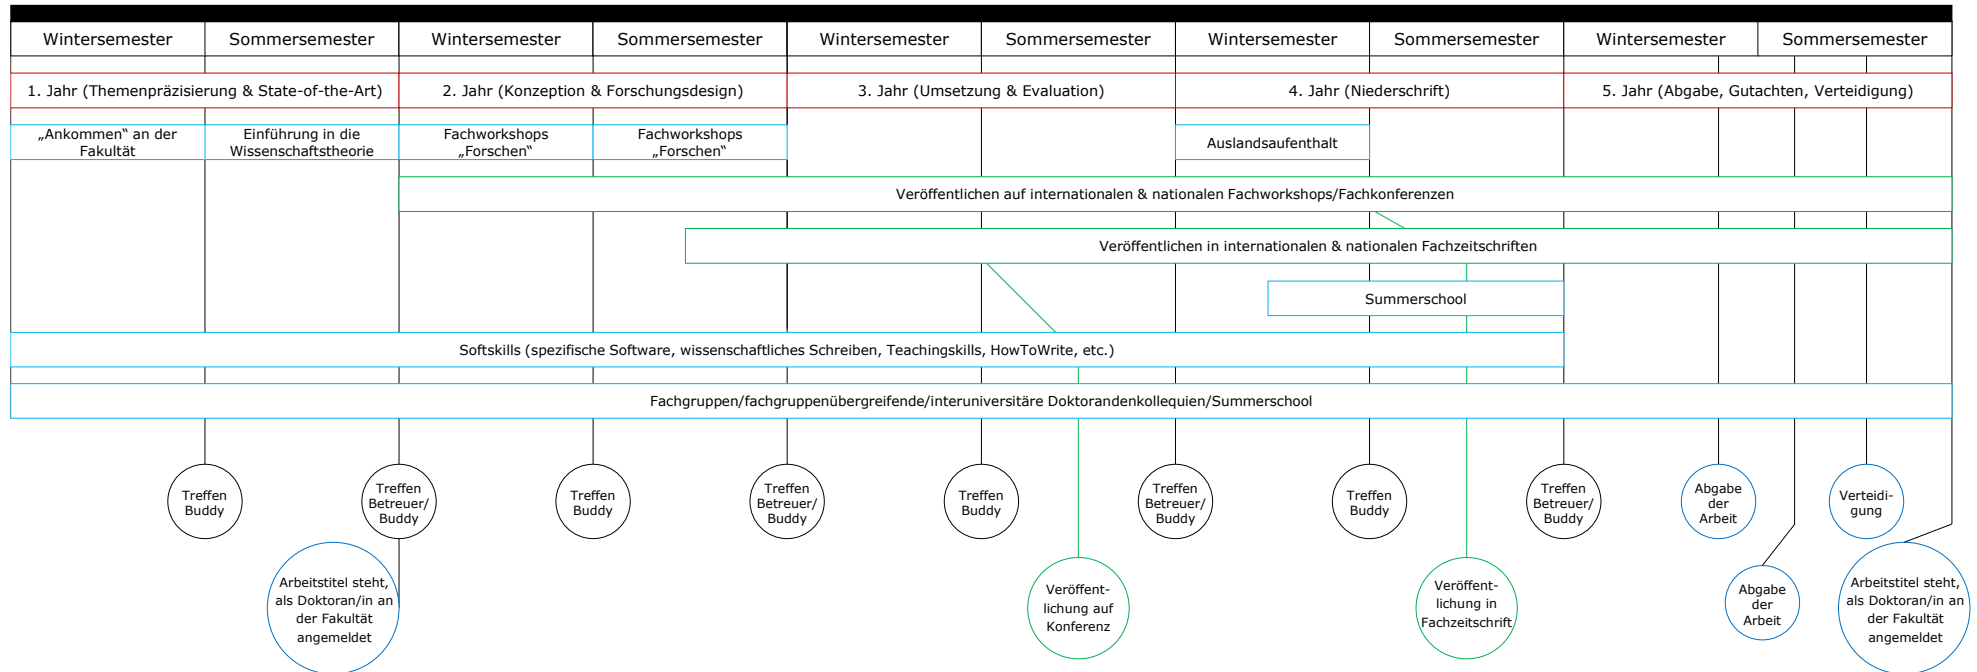 Wintersemester
Sommersemester
Wintersemester
Sommersemester
Wintersemester
Sommersemester
Wintersemester
Sommersemester
Wintersemester
Sommersemester
1. Jahr (Themenpräzisierung & State-of-the-Art)
2. Jahr (Konzeption & Forschungsdesign)
3. Jahr (Umsetzung & Evaluation)
4. Jahr (Niederschrift)
5. Jahr (Abgabe, Gutachten, Verteidigung)
„Ankommen“ an der
Fakultät
Einführung in die
Wissenschaftstheorie
Fachworkshops
„Forschen“
Fachworkshops
„Forschen“
Auslandsaufenthalt
Veröffentlichen auf internationalen & nationalen Fachworkshops/Fachkonferenzen
Veröffentlichen in internationalen & nationalen Fachzeitschriften
Summerschool
Softskills (spezifische Software, wissenschaftliches Schreiben, Teachingskills, HowToWrite, etc.)
Fachgruppen/fachgruppenübergreifende/interuniversitäre Doktorandenkollequien/Summerschool
Treffen
Buddy
Treffen
Betreuer/
Buddy
Treffen
Buddy
Treffen
Betreuer/
Buddy
Treffen
Buddy
Treffen
Betreuer/
Buddy
Treffen
Buddy
Treffen
Betreuer/
Buddy
Abgabe
der
Arbeit
Verteidi-
gung
Arbeitstitel steht,
als Doktoran/in an
der Fakultät
angemeldet
Veröffent-
lichung auf
Konferenz
Veröffent-
lichung in
Fachzeitschrift
Abgabe
der
Arbeit
Arbeitstitel steht,
als Doktoran/in an
der Fakultät
angemeldet